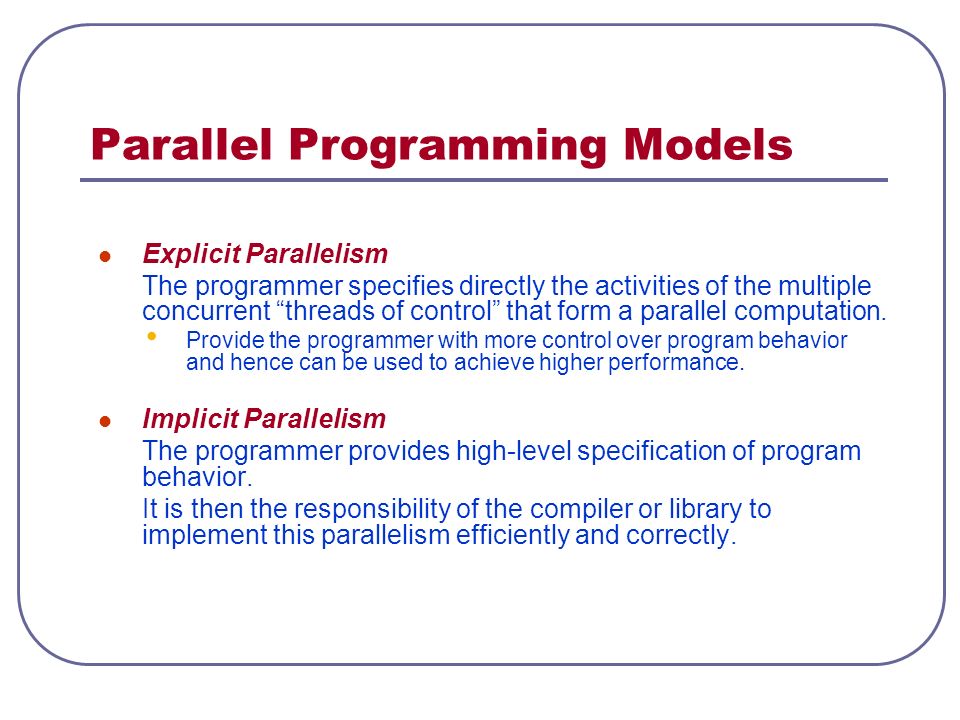 Parallel Programming Models
Explicit Parallelism
The programmer specifies directly the activities of the multiple
concurrent “threads of control” that form a parallel computation.
Provide the programmer with more control over program behavior
and hence can be used to achieve higher performance.
Implicit Parallelism
The programmer provides high-level specification of program
behavior.
It is then the responsibility of the compiler or library to
implement this parallelism efficiently and correctly.